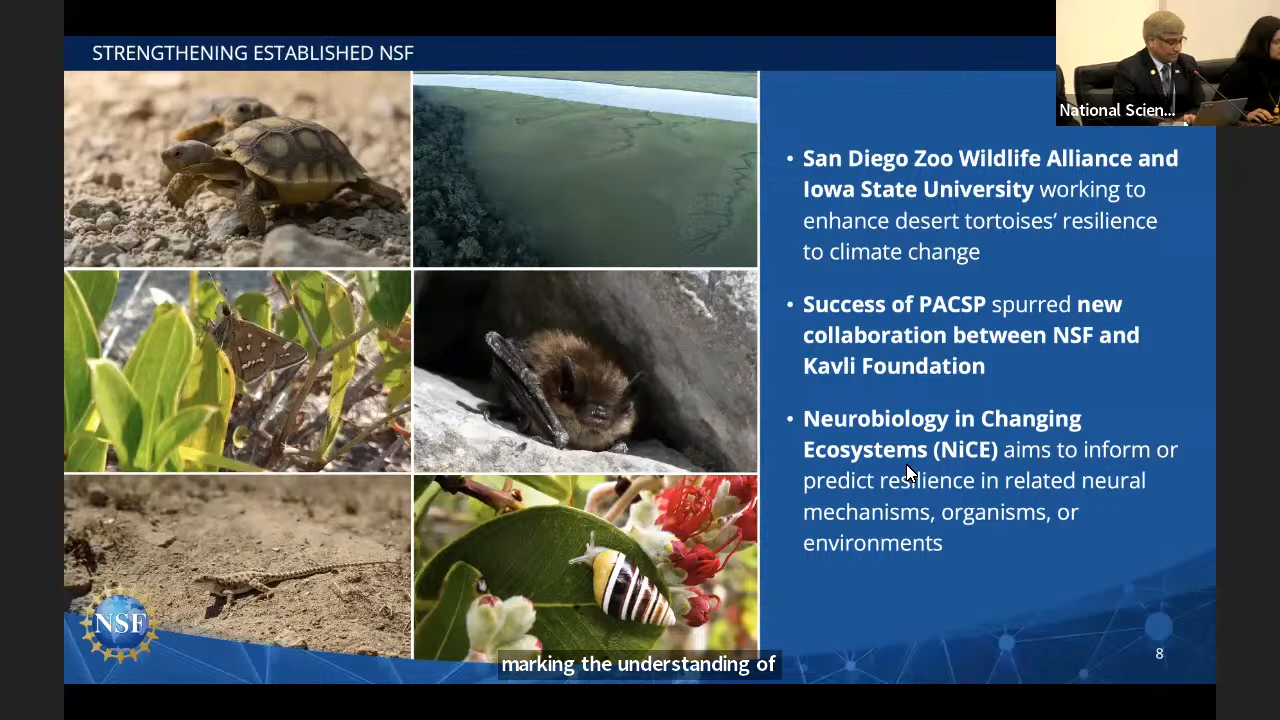 STRENGTHENING ESTABLISHED NSF
National Scien...
• San Diego Zoo Wildlife Alliance and
Iowa State University working to
enhance desert tortoises’ resilience
to climate change
• Success of PACSP spurred new
collaboration between NSF and
Kavli Foundation
• Neurobiology in Changing
Ecosystems (NiCE) aims to inform or
predict resilience in related neural
mechanisms, organisms, or
environments
NSF
8
marking the understanding of